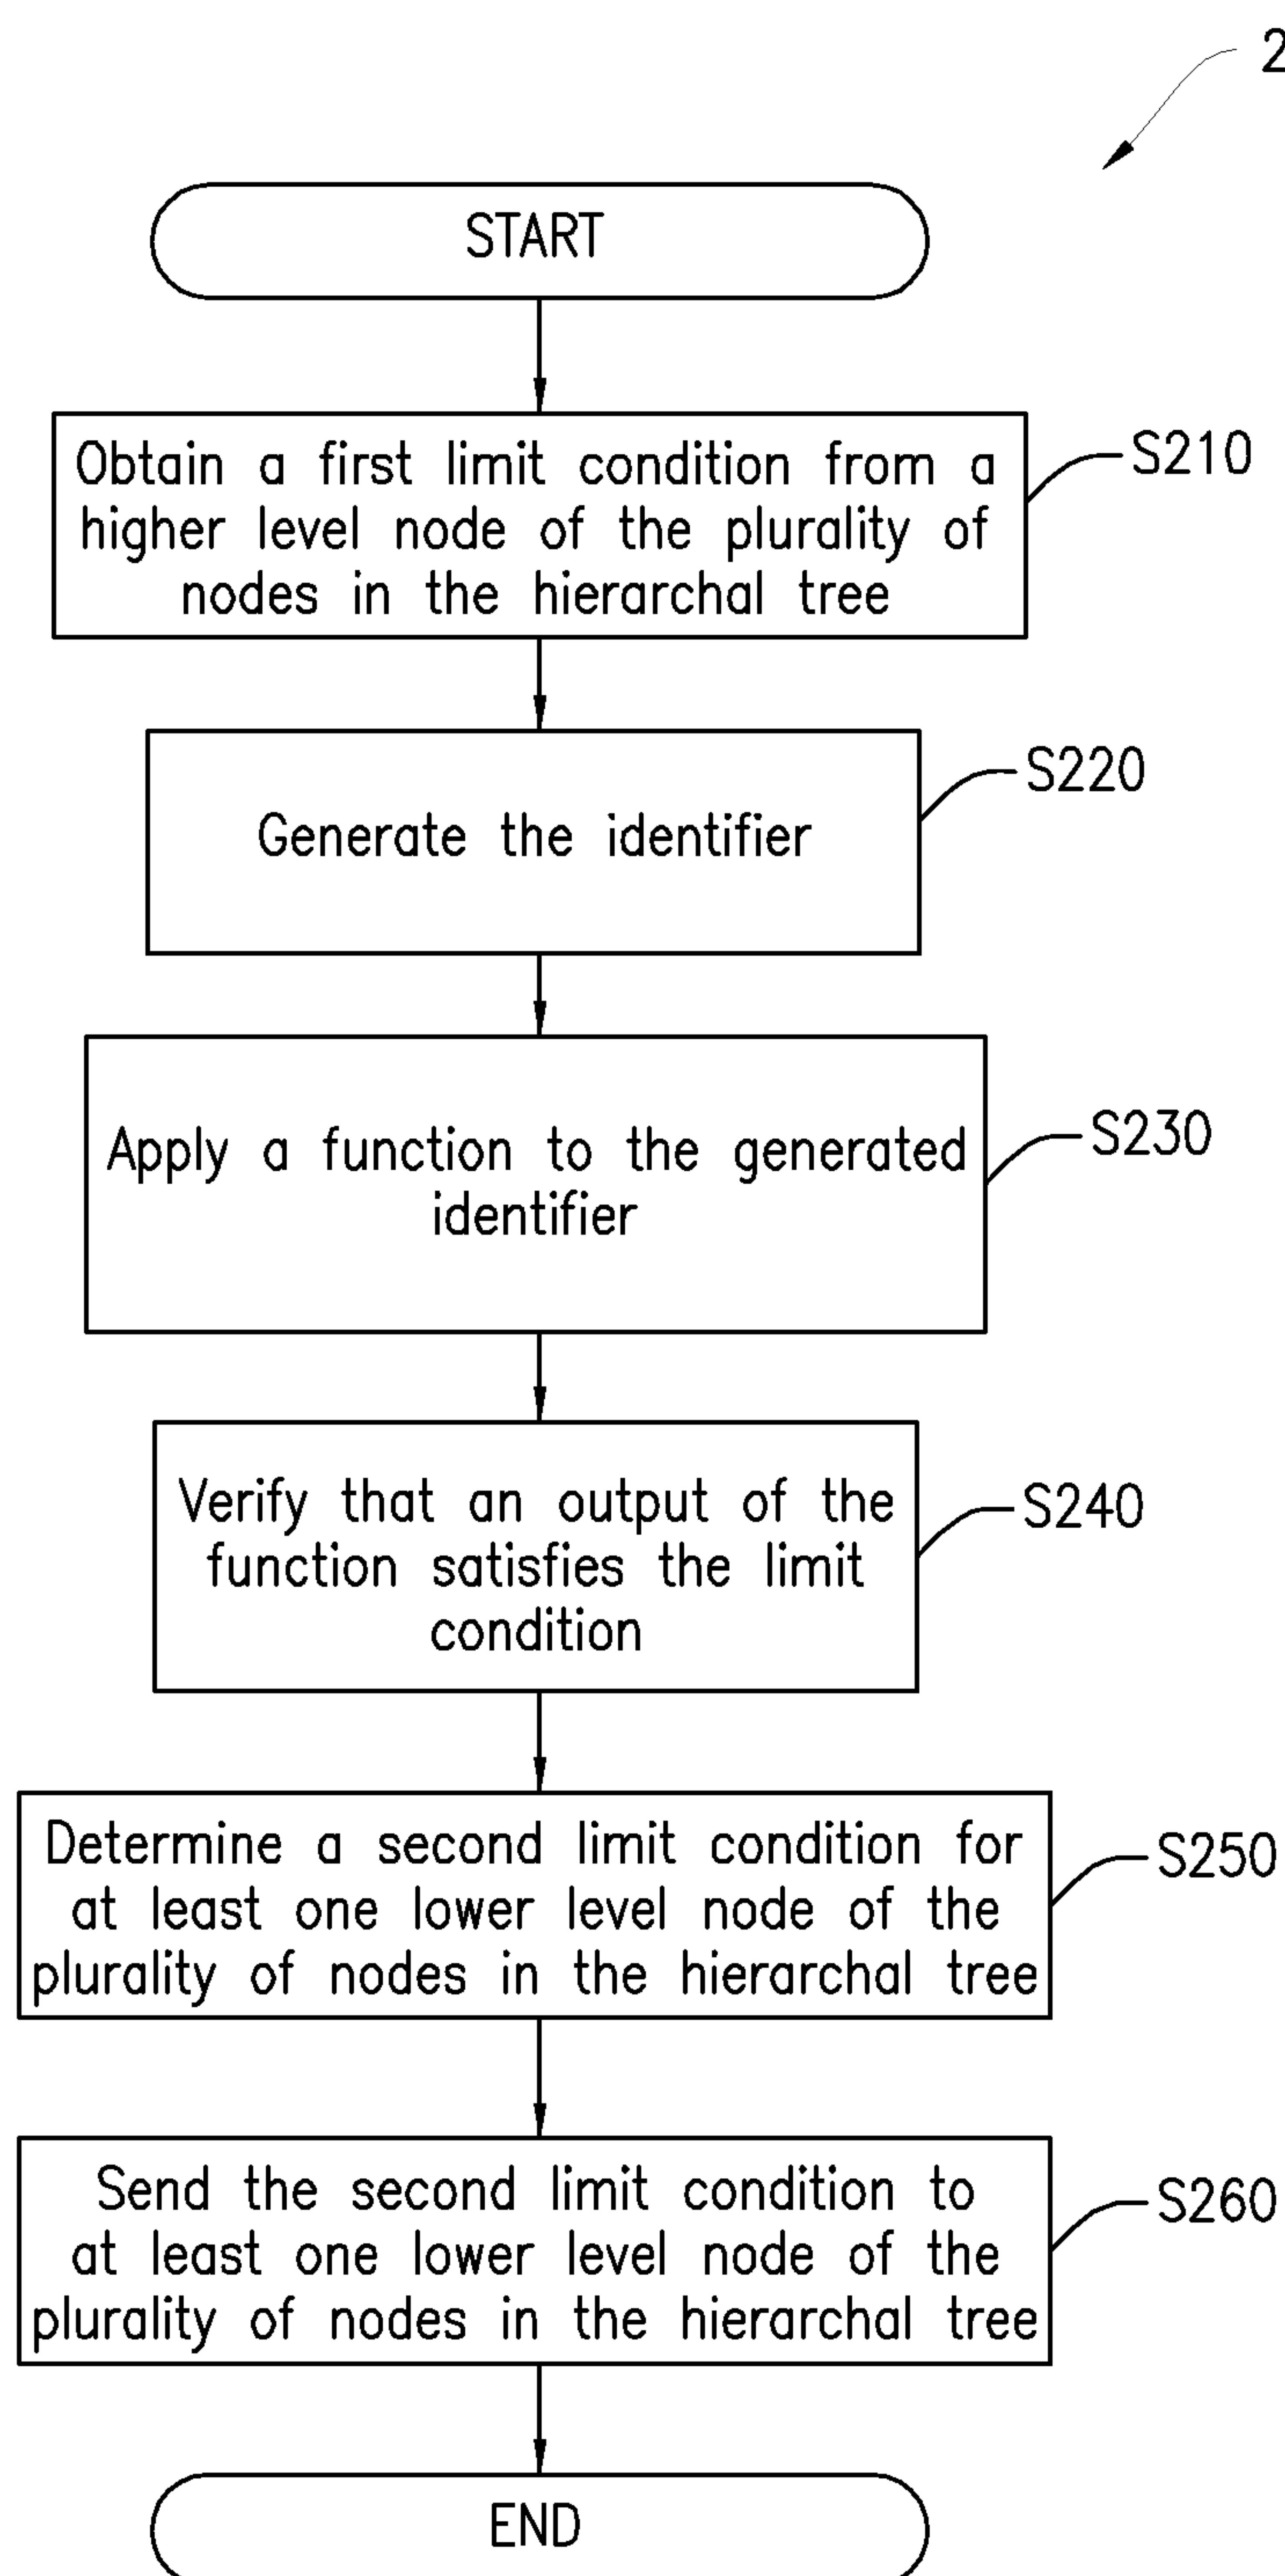 2
START
Obtain a first limit condition from a
higher level node of the plurality of
nodes in the hierarchal tree
S210
Generate the identifier
S220
Apply a function to the generated
identifier
S230
Verify that an output of the
function satisfies the limit
condition
S240
Determine a second limit condition for
at least one lower level node of the
plurality of nodes in the hierarchal tree
S250
Send the second limit condition to
at least one lower level node of the
plurality of nodes in the hierarchal tree
S260
END